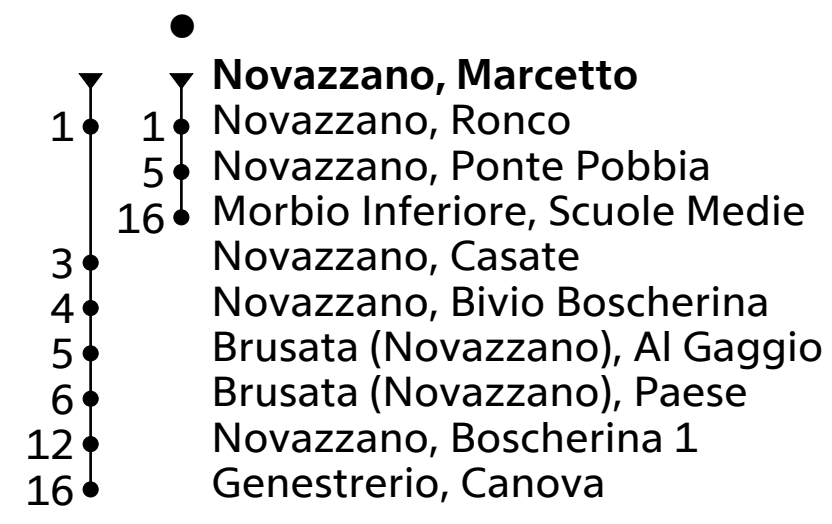 Novazzano, Marcetto
1 1 Novazzano, Ronco
5 Novazzano, Ponte Pobbia
16 Morbio Inferiore, Scuole Medie
3 Novazzano, Casate
4 Novazzano, Bivio Boscherina
5 Brusata (Novazzano), Al Gaggio
6 Brusata (Novazzano), Paese
12 Novazzano, Boscherina 1
16 Genestrerio, Canova